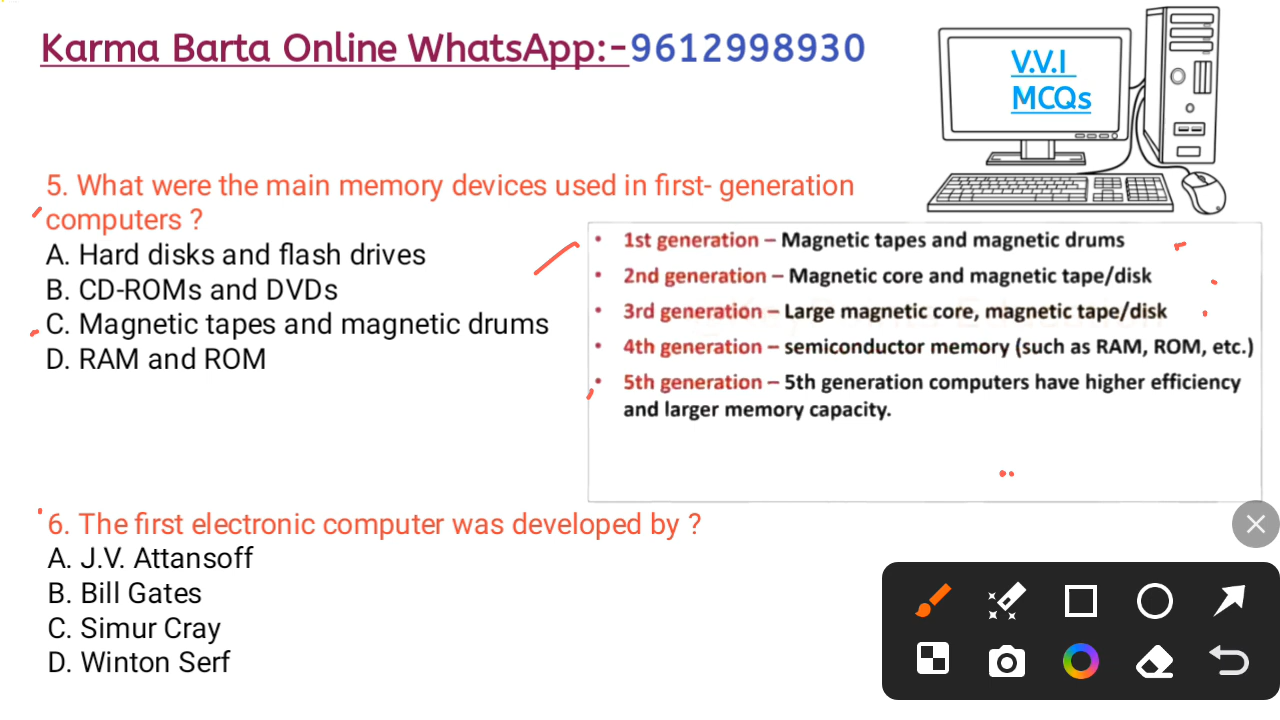 Karma Barta Online WhatsApp:-9612998930
V.V.I
MCQs
5. What were the main memory devices used in first- generation
computers ?
A. Hard disks and flash drives
B. CD-ROMs and DVDs
C. Magnetic tapes and magnetic drums
D. RAM and ROM
• 1st generation – Magnetic tapes and magnetic drums
• 2nd generation – Magnetic core and magnetic tape/disk
• 3rd generation – Large magnetic core, magnetic tape/disk
• 4th generation – semiconductor memory (such as RAM, ROM, etc.)
• 5th generation – 5th generation computers have higher efficiency
and larger memory capacity.
6. The first electronic computer was developed by ?
A. J.V. Attansoff
B. Bill Gates
C. Simur Cray
D. Winton Serf